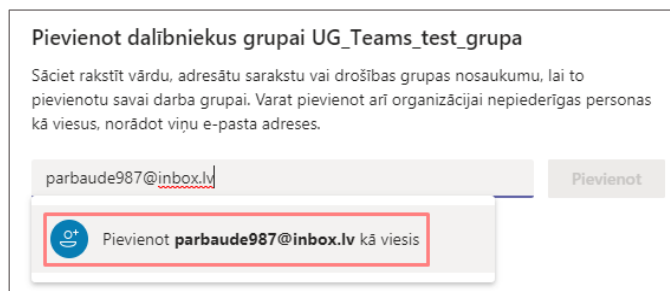 Pievienot dalībniekus grupai UG_Teams_test_grupa
Sāciet rakstīt vārdu, adresātu sarakstu vai drošības grupas nosaukumu, lai to
pievienotu savai darba grupai. Varat pievienot arī organizācijai nepiederīgas personas
kā viesus, norādot viņu e-pasta adreses.
parbaude987@inbox.lv
Pievienot
Pievienot parbaude987@inbox.lv kā viesis